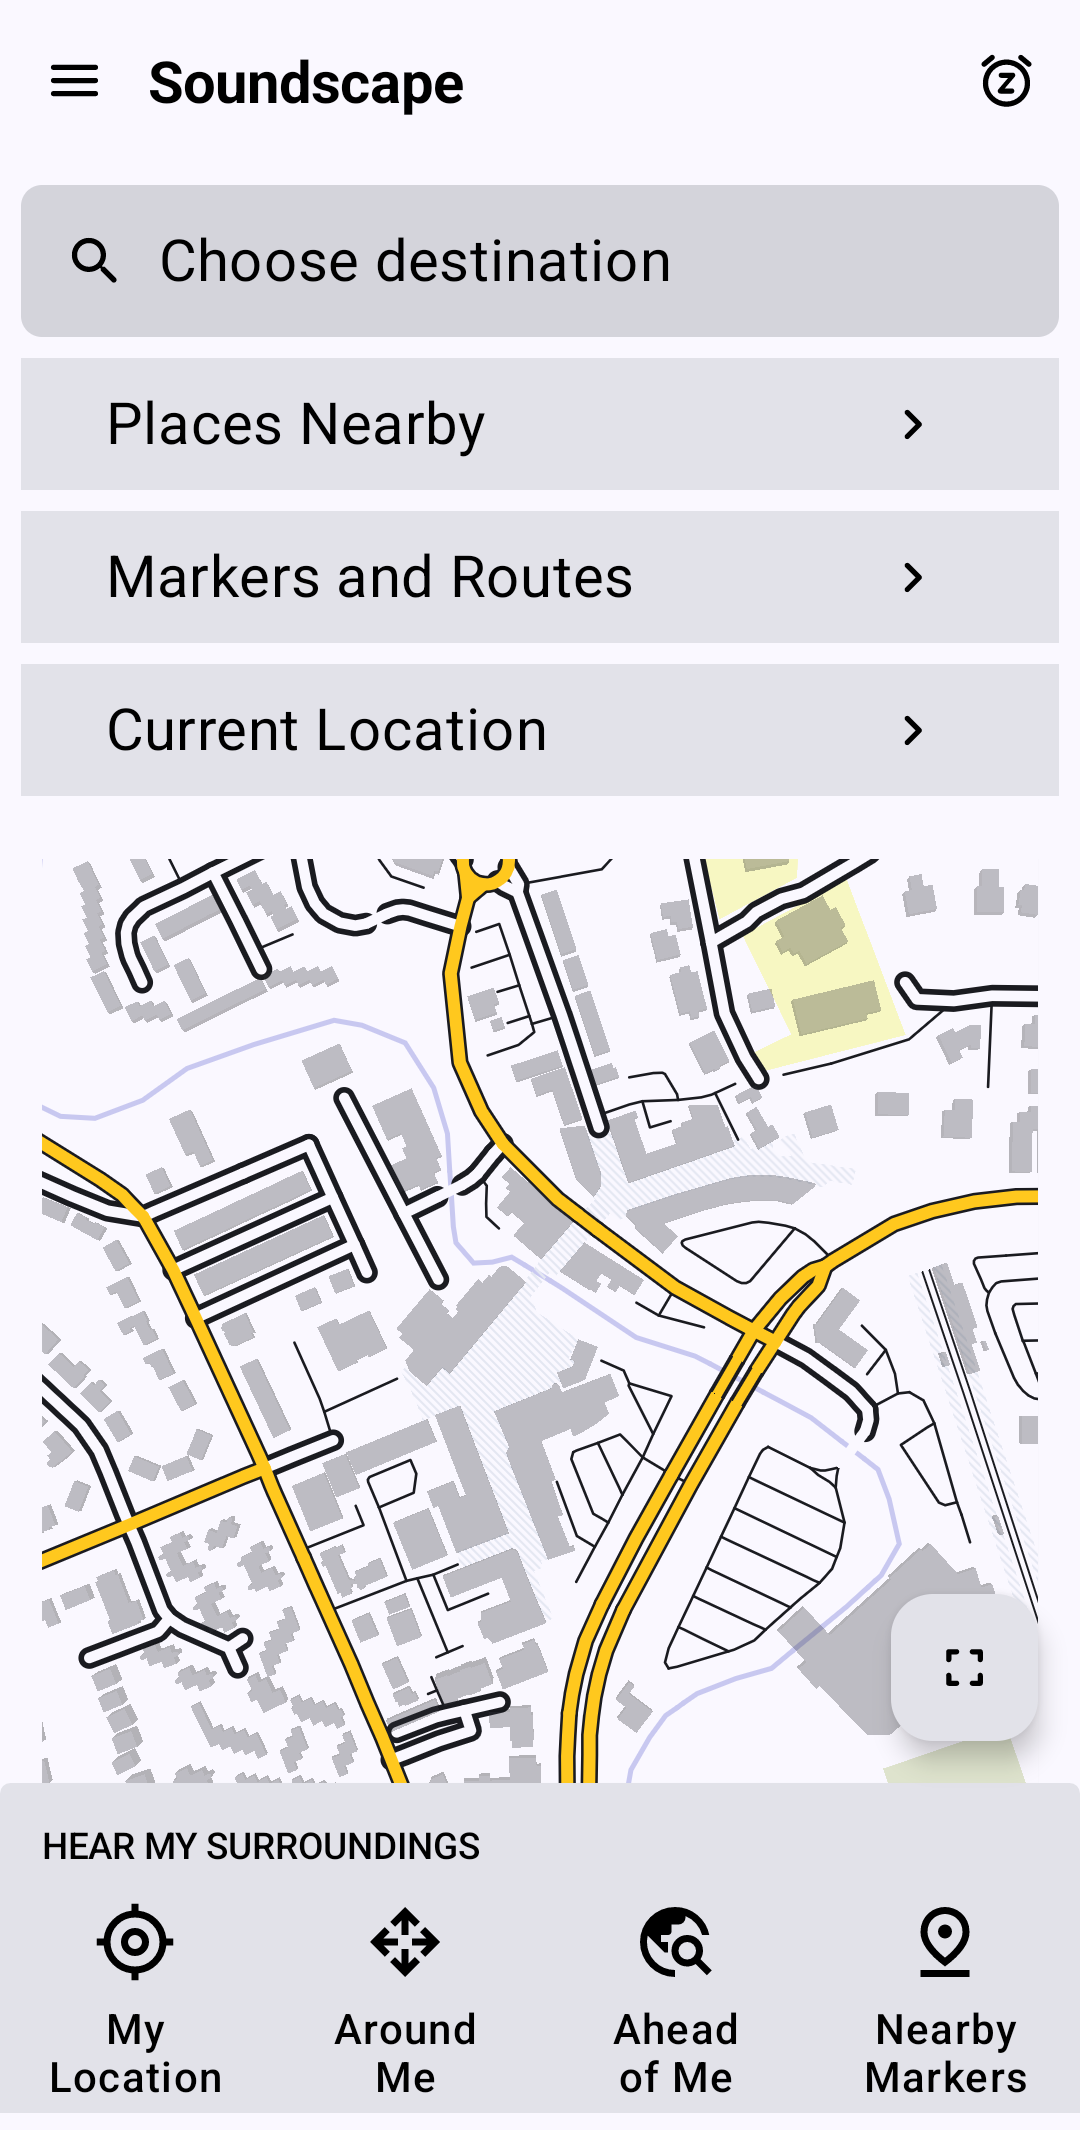 Soundscape
Choose destination
Places Nearby
Markers and Routes
Current Location
HEAR MY SURROUNDINGS
My Location
Around Me
Ahead of Me
Nearby Markers